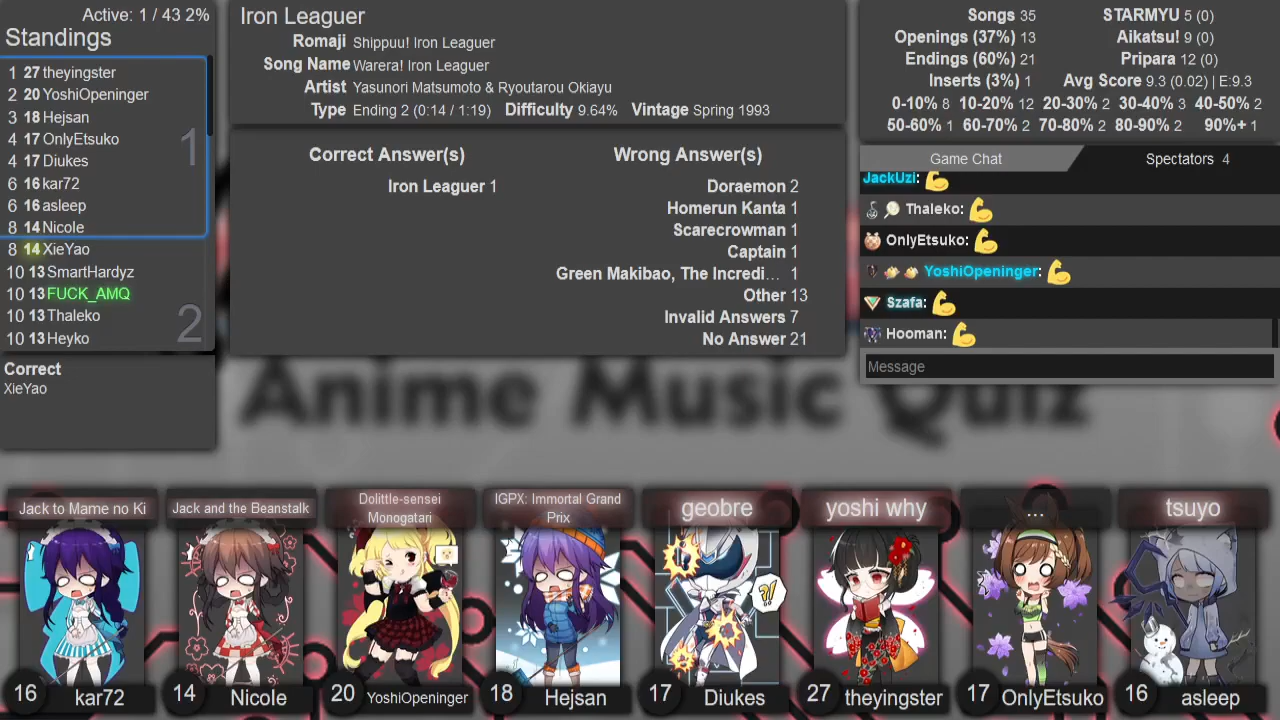 Active: 1 / 43 2%
Standings
1 27 theyingster
2 20 YoshiOpeninger
3 18 Hejsan
4 17 OnlyEtsuko
4 17 Diukes
6 16 kar72
6 16 asleep
8 14 Nicole
1
8 14 XieYao
10 13 SmartHardyz
10 13 FUCK_AMQ
10 13 Thaleko
10 13 Heyko
2
Correct
XieYao
Iron Leaguer
Romaji Shippuu! Iron Leaguer
Song Name Warera! Iron Leaguer
Artist Yasunori Matsumoto & Ryoutarou Okiayu
Type Ending 2 (0:14 / 1:19) Difficulty 9.64% Vintage Spring 1993
Correct Answer(s)
Iron Leaguer 1
Wrong Answer(s)
Doraemon 2
Homerun Kanta 1
Scarecrowman 1
Captain 1
Green Makibao, The Incredi... 1
Other 13
Invalid Answers 7
No Answer 21
Songs 35 STARMYU 5 (0)
Openings (37%) 13 Aikatsu! 9 (0)
Endings (60%) 21 Pripara 12 (0)
Inserts (3%) 1 Avg Score 9.3 (0.02) | E:9.3
0-10% 8 10-20% 12 20-30% 2 30-40% 3 40-50% 2
50-60% 1 60-70% 2 70-80% 2 80-90% 2 90%+ 1
Game Chat Spectators 4
JackUzi: 💪
Thaleko: 💪
OnlyEtsuko: 💪
YoshiOpeninger: 💪
Szafa: 💪
Hooman: 💪
Message
Anime Music Quiz
Jack to Mame no Ki
16 kar72
Jack and the Beanstalk
14 Nicole
Dolittle-sensei
Monogatari
20 YoshiOpeninger
IGPX: Immortal Grand
Prix
18 Hejsan
geobre
?!
17 Diukes
yoshi why
27 theyingster
...
17 OnlyEtsuko
tsuyo
16 asleep